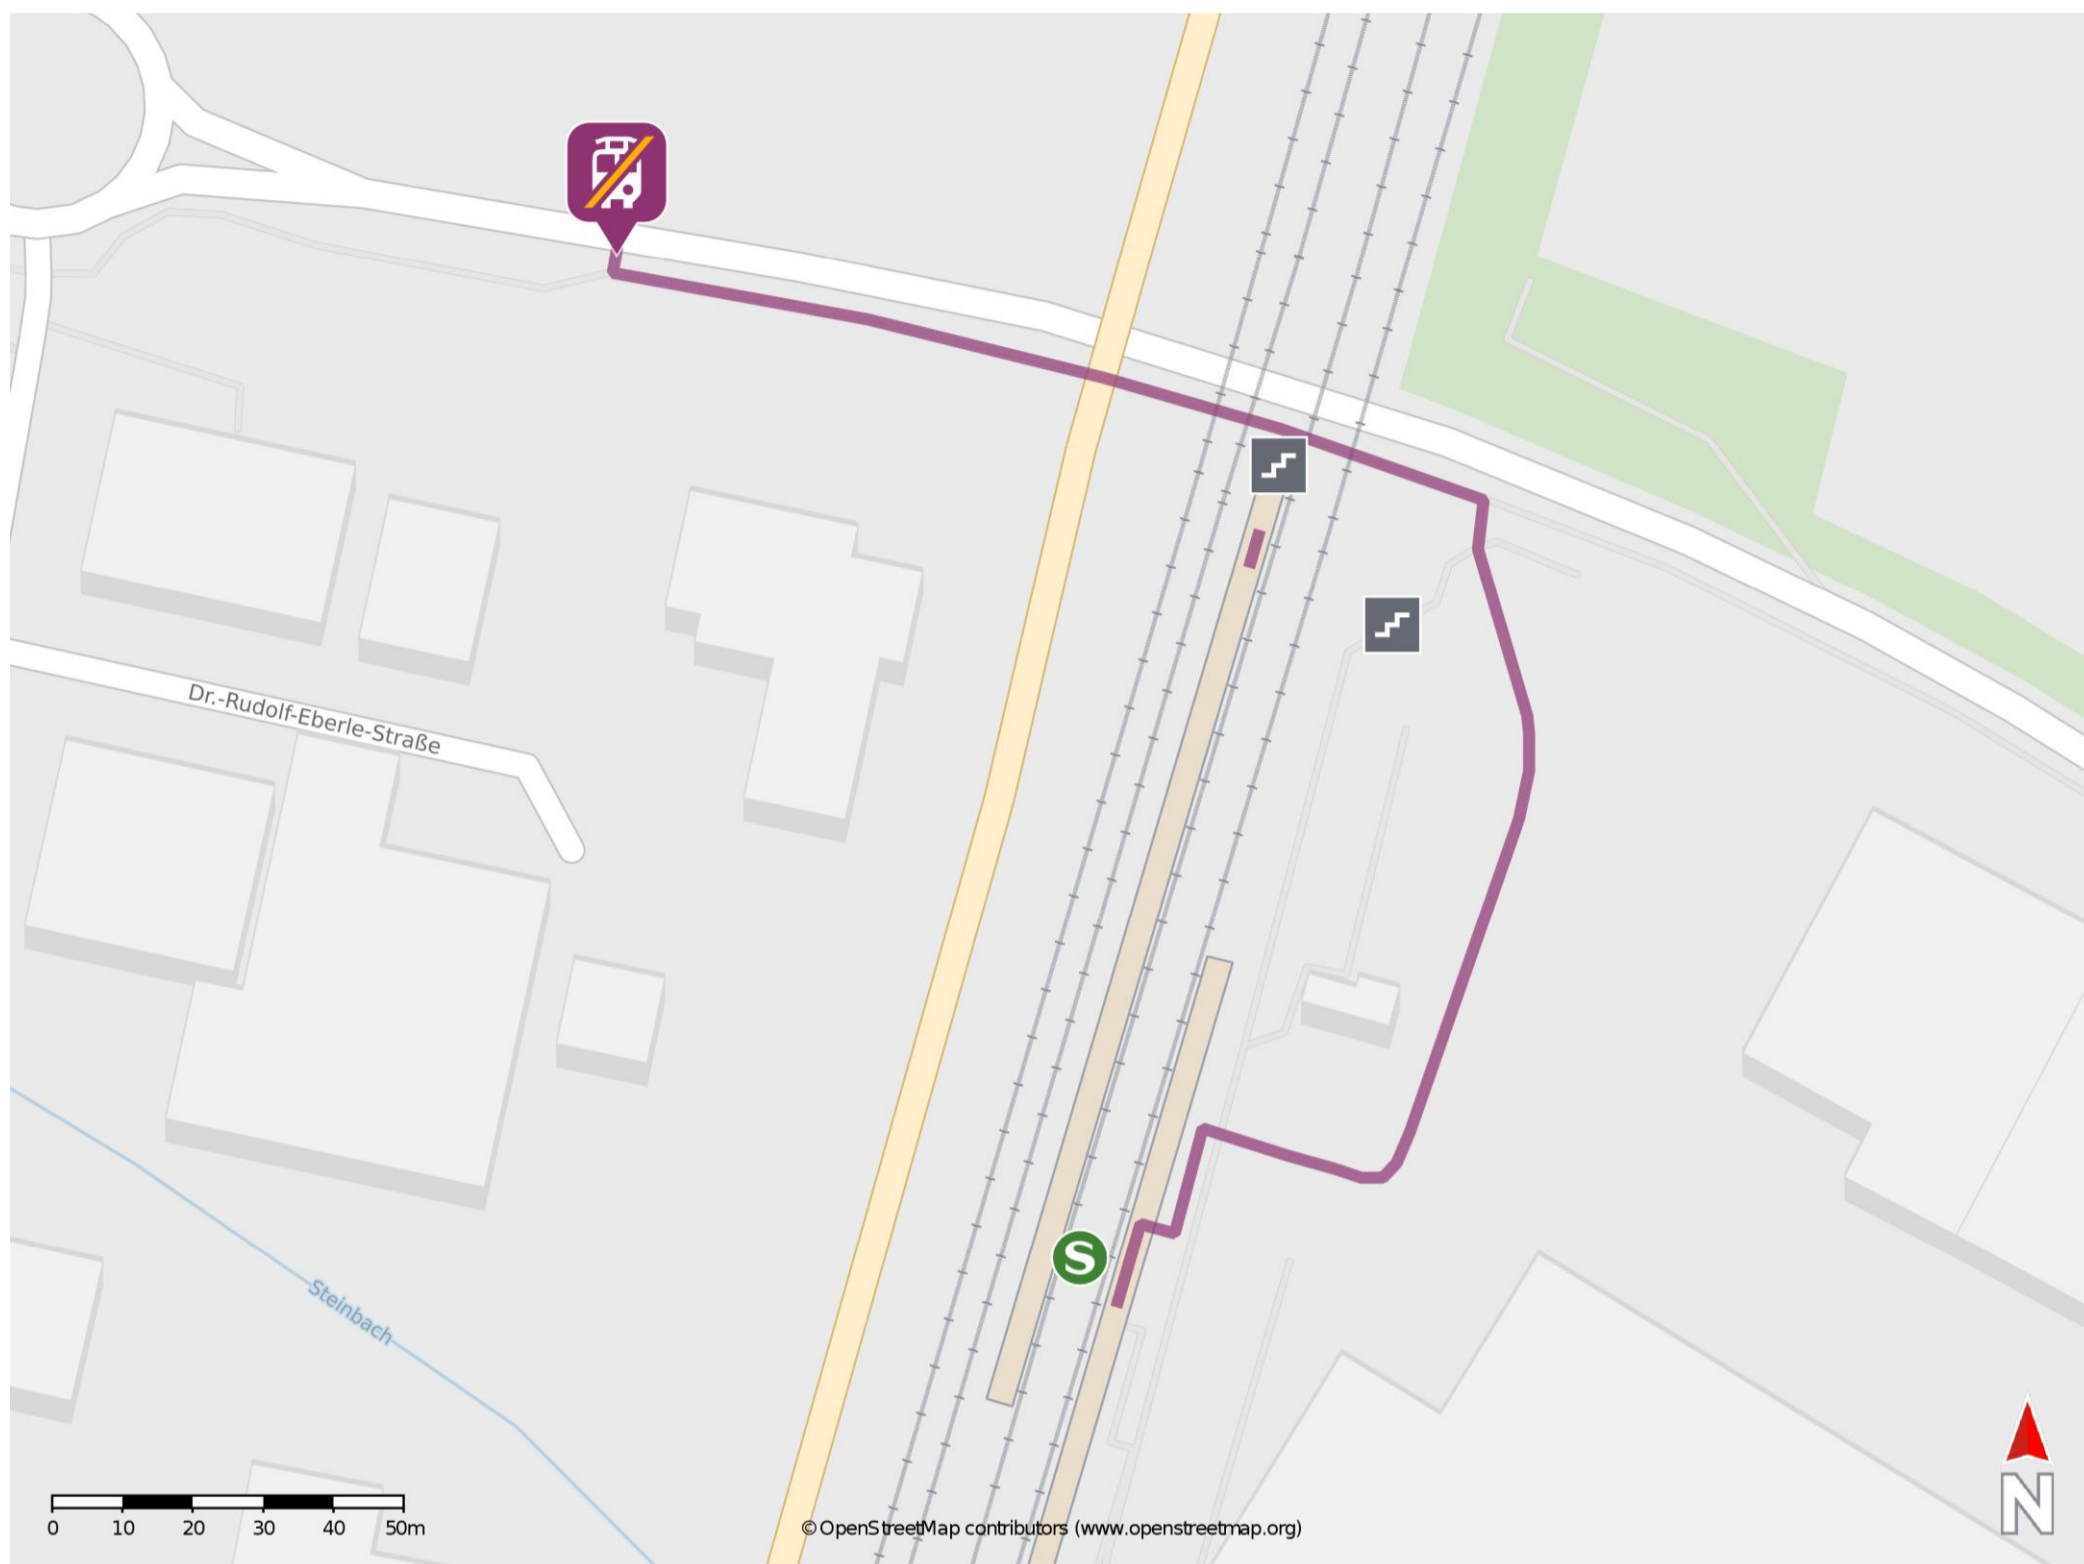 Dr.-Rudolf-Eberle-Straße
S
Steinbach
0 10 20 30 40 50m
© OpenStreetMap contributors (www.openstreetmap.org)
N